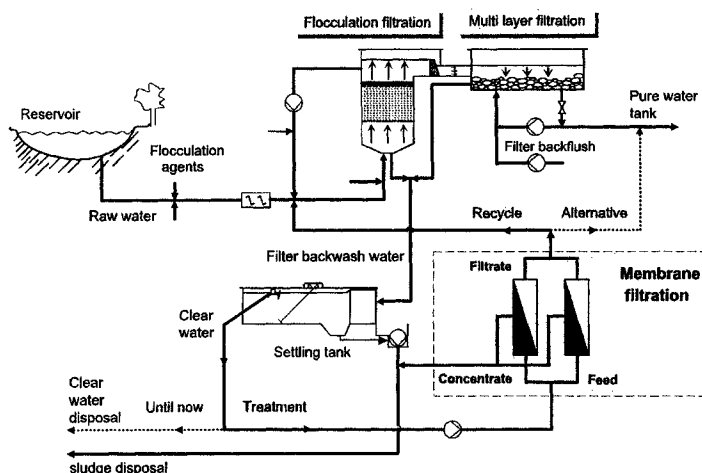 Flocculation filtration
Multi layer filtration
Reservoir
Pure water
tank
Flocculation
agents
Filter backflush
Raw water
Recycle
Alternative
Filter backwash water
Filtrate
Membrane
filtration
Clear
water
Settling tank
Concentrate
Feed
Clear
water
disposal
Until now
Treatment
sludge disposal